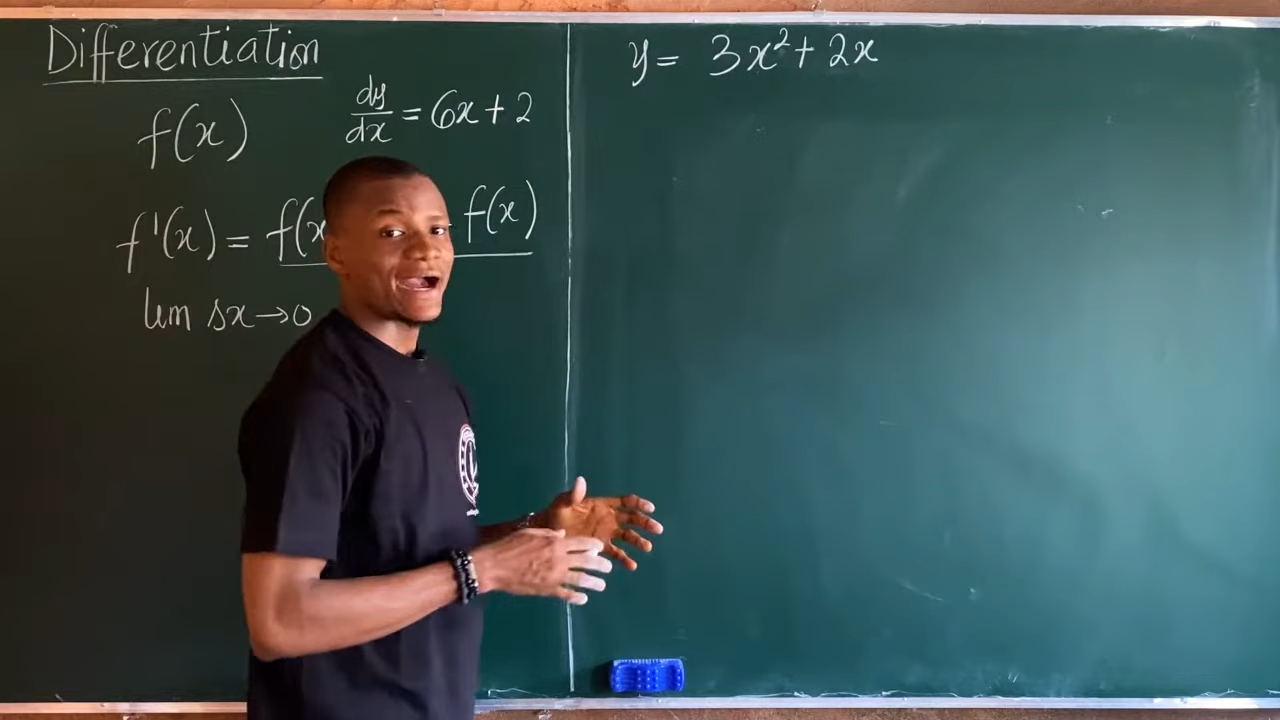 Differentiation
f(x)
dy/dx = 6x + 2
f'(x) = f(x f(x)
lim δx→0
y = 3x² + 2x